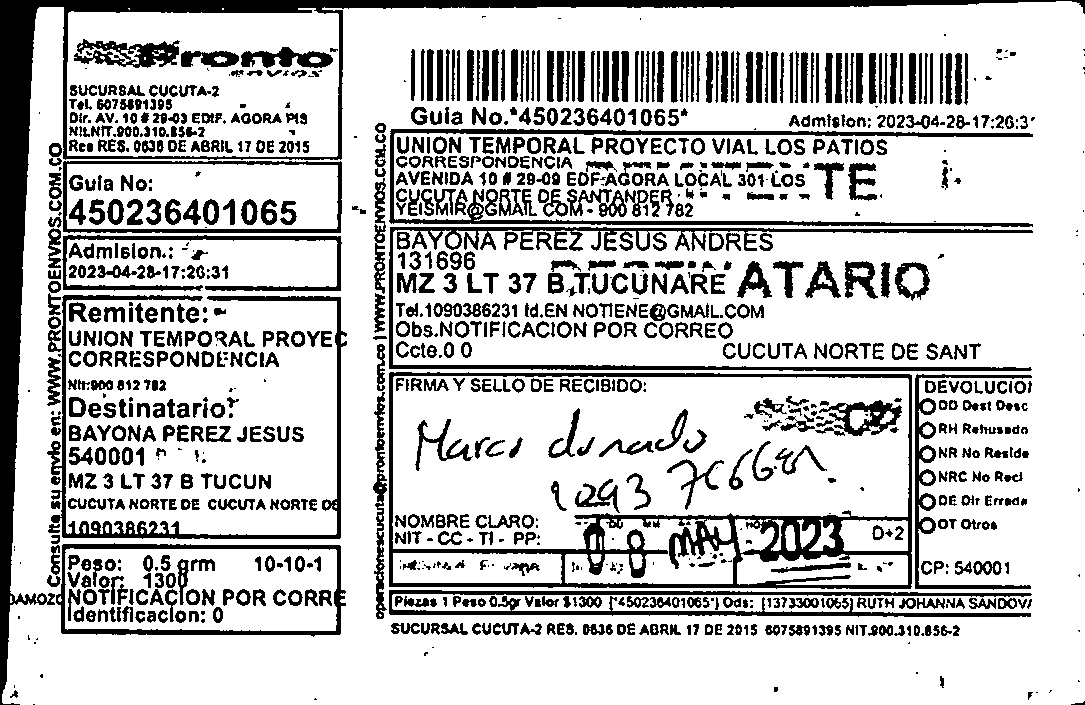 Pronto
ENVIOS
SUCURSAL CUCUTA-2
Tel. 6075891395
Dir. AV. 10 # 29-03 EDIF. AGORA PIS
NI.NIT.900.310.856-2
Res RES. 0636 DE ABRIL 17 DE 2015
Guia No:
450236401065
Admision.:
2023-04-28-17:26:31
Remitente:
UNION TEMPORAL PROYEC
CORRESPONDENCIA
Nit:900 812 782
Destinatario:
BAYONA PEREZ JESUS
540001
MZ 3 LT 37 B TUCUN
CUCUTA NORTE DE CUCUTA NORTE DE
1090386231
Peso: 0.5 grm 10-10-1
Valor: 1300
NOTIFICACION POR CORRE
Identificacion: 0
Consulta su envio en: WWW.PRONTOENVIOS.COM.CO
DAMOZO
operacionescucuta@prontoenvios.com.co | WWW.PRONTOENVIOS.COM.CO
Guia No.*450236401065*
Admision: 2023-04-28-17:26:31
UNION TEMPORAL PROYECTO VIAL LOS PATIOS
CORRESPONDENCIA
AVENIDA 10 # 29-09 EDF AGORA LOCAL 301 LOS
TE
CUCUTA NORTE DE SANTANDER
YEISMIR@GMAIL COM - 900 812 782
BAYONA PEREZ JESUS ANDRES
131696
MZ 3 LT 37 B TUCUNARE
ATARIO
Tel.1090386231 Id.EN NOTIENE@GMAIL.COM
Obs.NOTIFICACION POR CORREO
Ccte.0 0 CUCUTA NORTE DE SANT
FIRMA Y SELLO DE RECIBIDO:
Marco donado
NOMBRE CLARO:
NIT - CC - TI - PP:
08 MAY 2023
D+2
DEVOLUCIO
DD Dest Desc
RH Rehusado
NR No Reside
NRC No Recl
DE Dir Errada
OT Otros
CP: 540001
Piezas 1 Peso 0.5gr Valor $1300 [*450236401065*] Ods: [13733001065] RUTH JOHANNA SANDOV
SUCURSAL CUCUTA-2 RES. 0636 DE ABRIL 17 DE 2015 6075891395 NIT.900.310.856-2